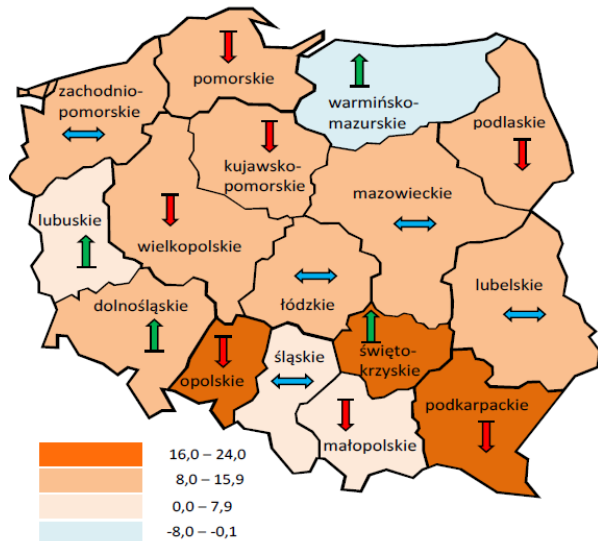 pomorskie
zachodnio-
pomorskie
warmińsko-
mazurskie
podlaskie
kujawsko-
pomorskie
mazowieckie
lubuskie
wielkopolskie
lubelskie
dolnośląskie
łódzkie
śląskie
święto-
krzyskie
opolskie
podkarpackie
małopolskie
16,0 – 24,0
8,0 – 15,9
0,0 – 7,9
-8,0 – -0,1